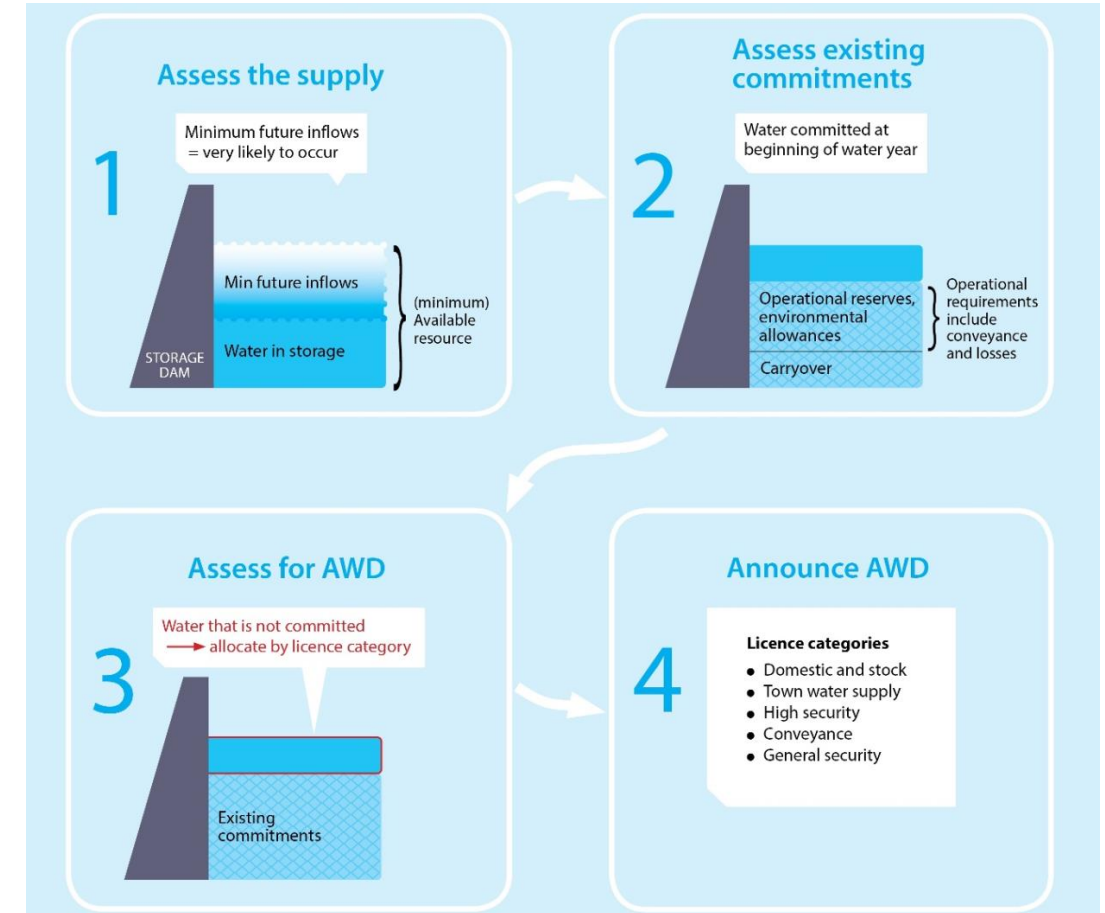 Assess the supply
1
Minimum future inflows
= very likely to occur
Min future inflows
Water in storage
STORAGE
DAM
(minimum)
Available
resource
Assess existing
commitments
2
Water committed at
beginning of water year
Operational reserves,
environmental
allowances
Carryover
Operational
requirements
include
conveyance
and losses
Assess for AWD
3
Water that is not committed
→ allocate by licence category
Existing
commitments
Announce AWD
4
Licence categories
• Domestic and stock
• Town water supply
• High security
• Conveyance
• General security